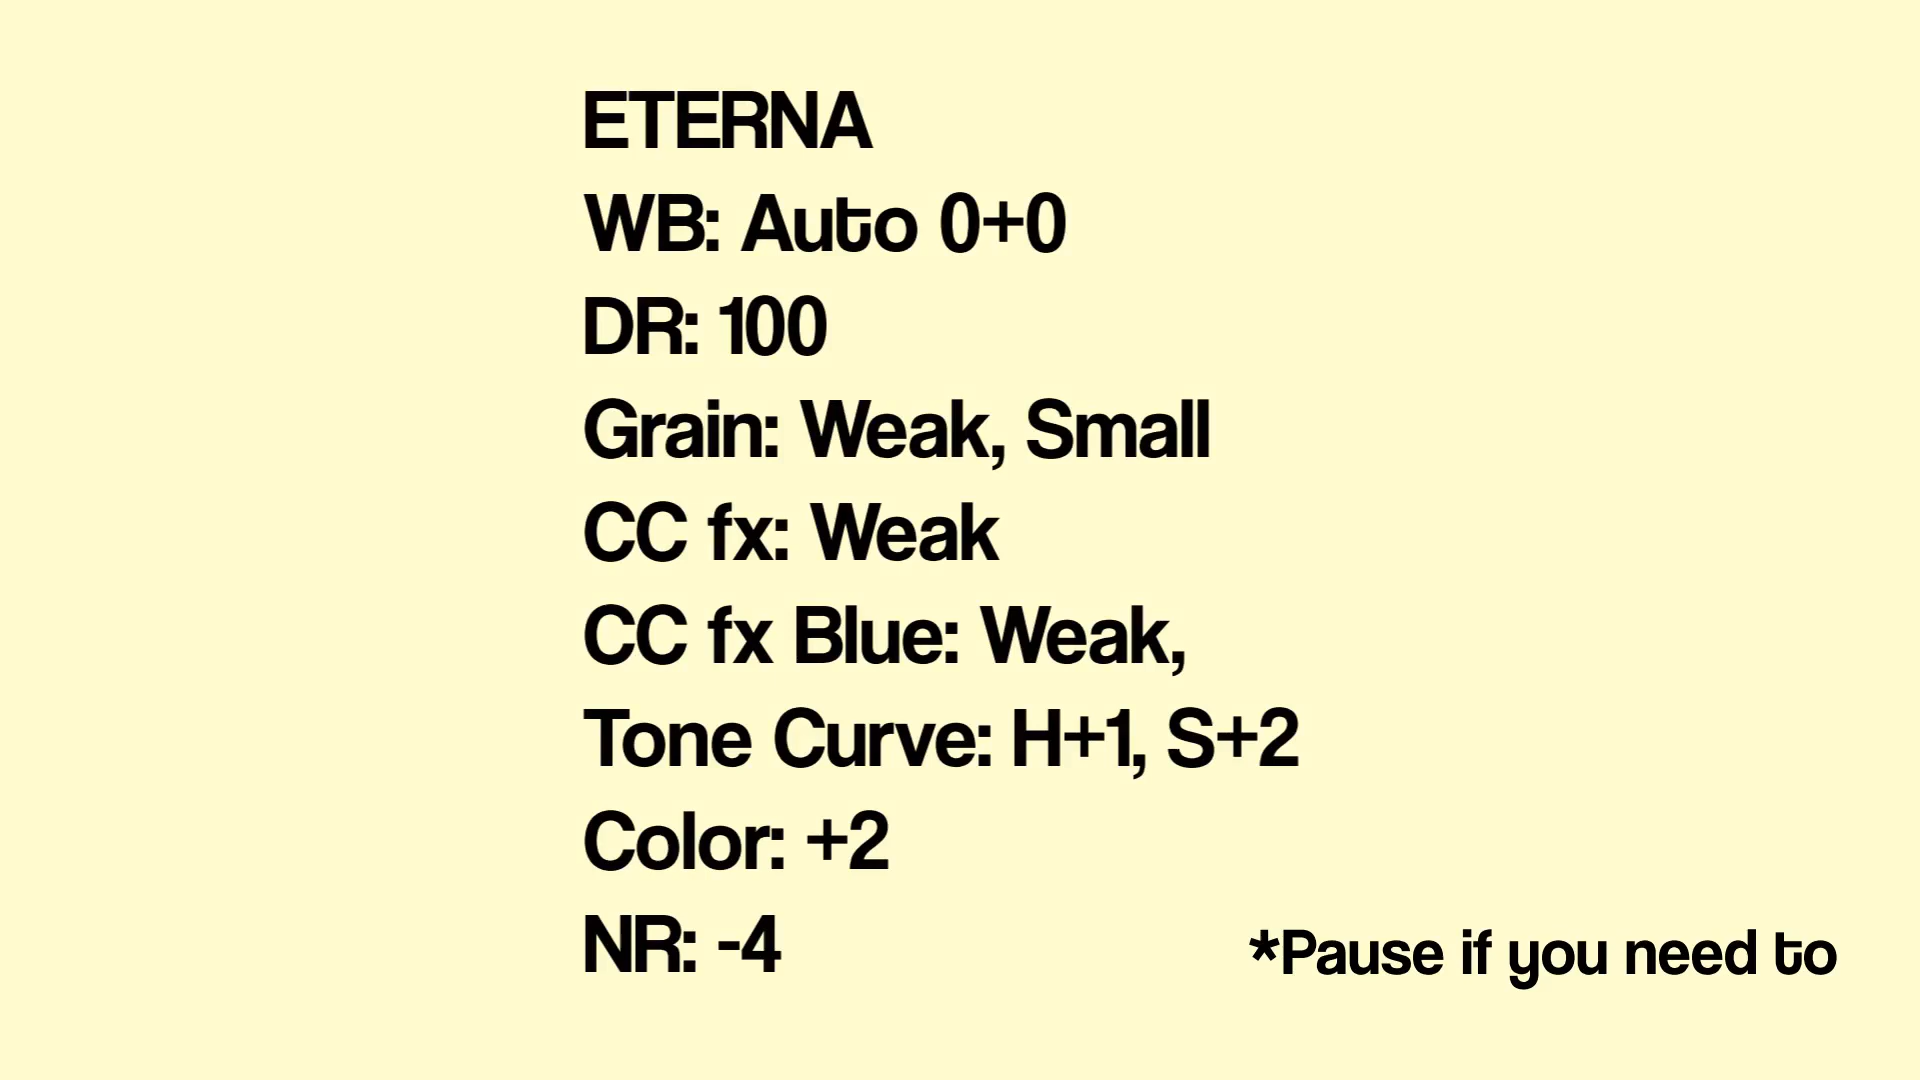 ETERNA
WB: Auto 0+0
DR: 100
Grain: Weak, Small
CC fx: Weak
CC fx Blue: Weak,
Tone Curve: H+1, S+2
Color: +2
NR: -4
*Pause if you need to